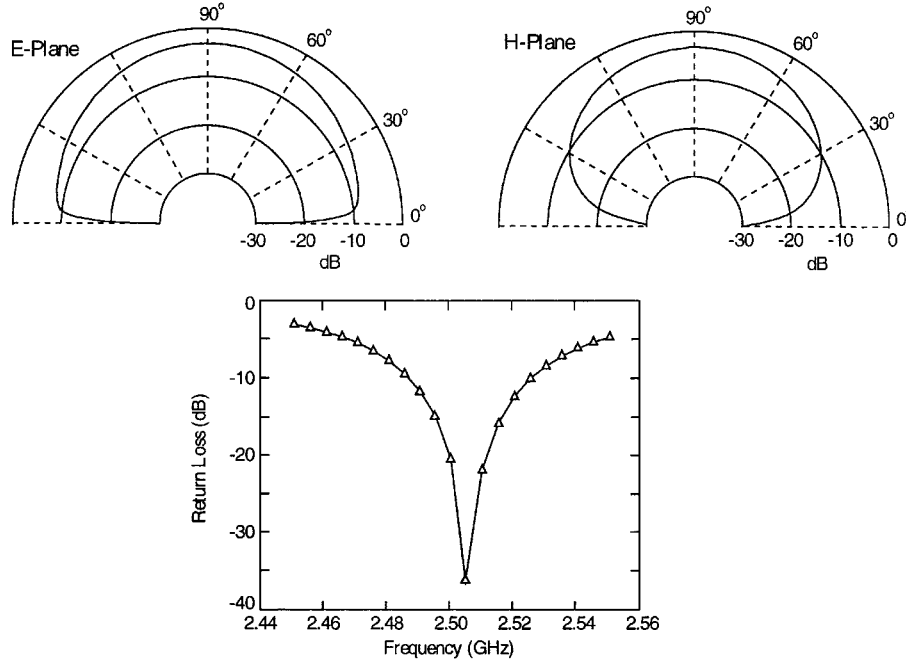 E-Plane
90°
60°
30°
0°
-30 -20 -10 0
dB
H-Plane
90°
60°
30°
0
-30 -20 -10 0
dB
Return Loss (dB)
0
-10
-20
-30
-40
2.44 2.46 2.48 2.50 2.52 2.54 2.56
Frequency (GHz)